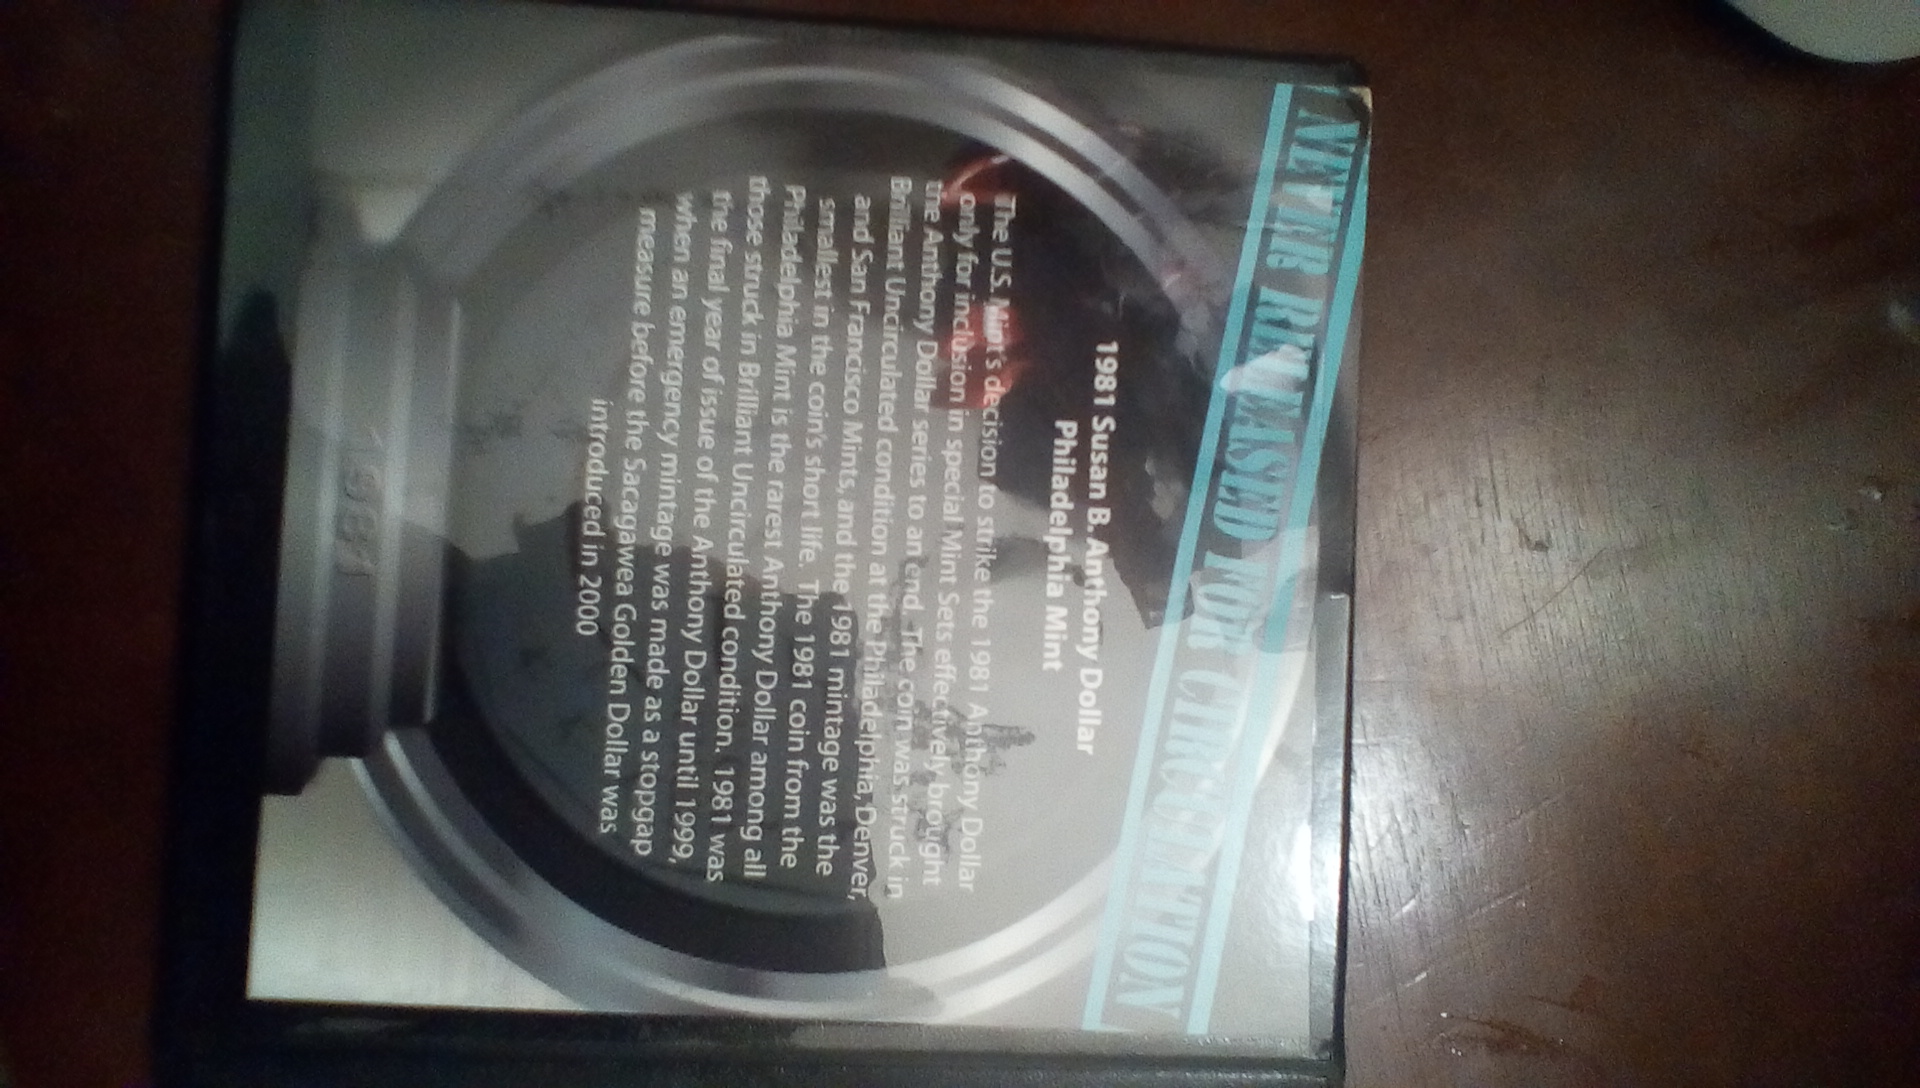 NEVER RELEASED FOR CIRCULATION
1981 Susan B. Anthony Dollar
Philadelphia Mint
The U.S. Mint's decision to strike the 1981 Anthony Dollar
only for inclusion in special Mint Sets effectively brought
the Anthony Dollar series to an end. The coin was struck in
Brilliant Uncirculated condition at the Philadelphia, Denver,
and San Francisco Mints, and the 1981 mintage was the
smallest in the coin's short life. The 1981 coin from the
Philadelphia Mint is the rarest Anthony Dollar among all
those struck in Brilliant Uncirculated condition. 1981 was
the final year of issue of the Anthony Dollar until 1999,
when an emergency mintage was made as a stopgap
measure before the Sacagawea Golden Dollar was
introduced in 2000
1981